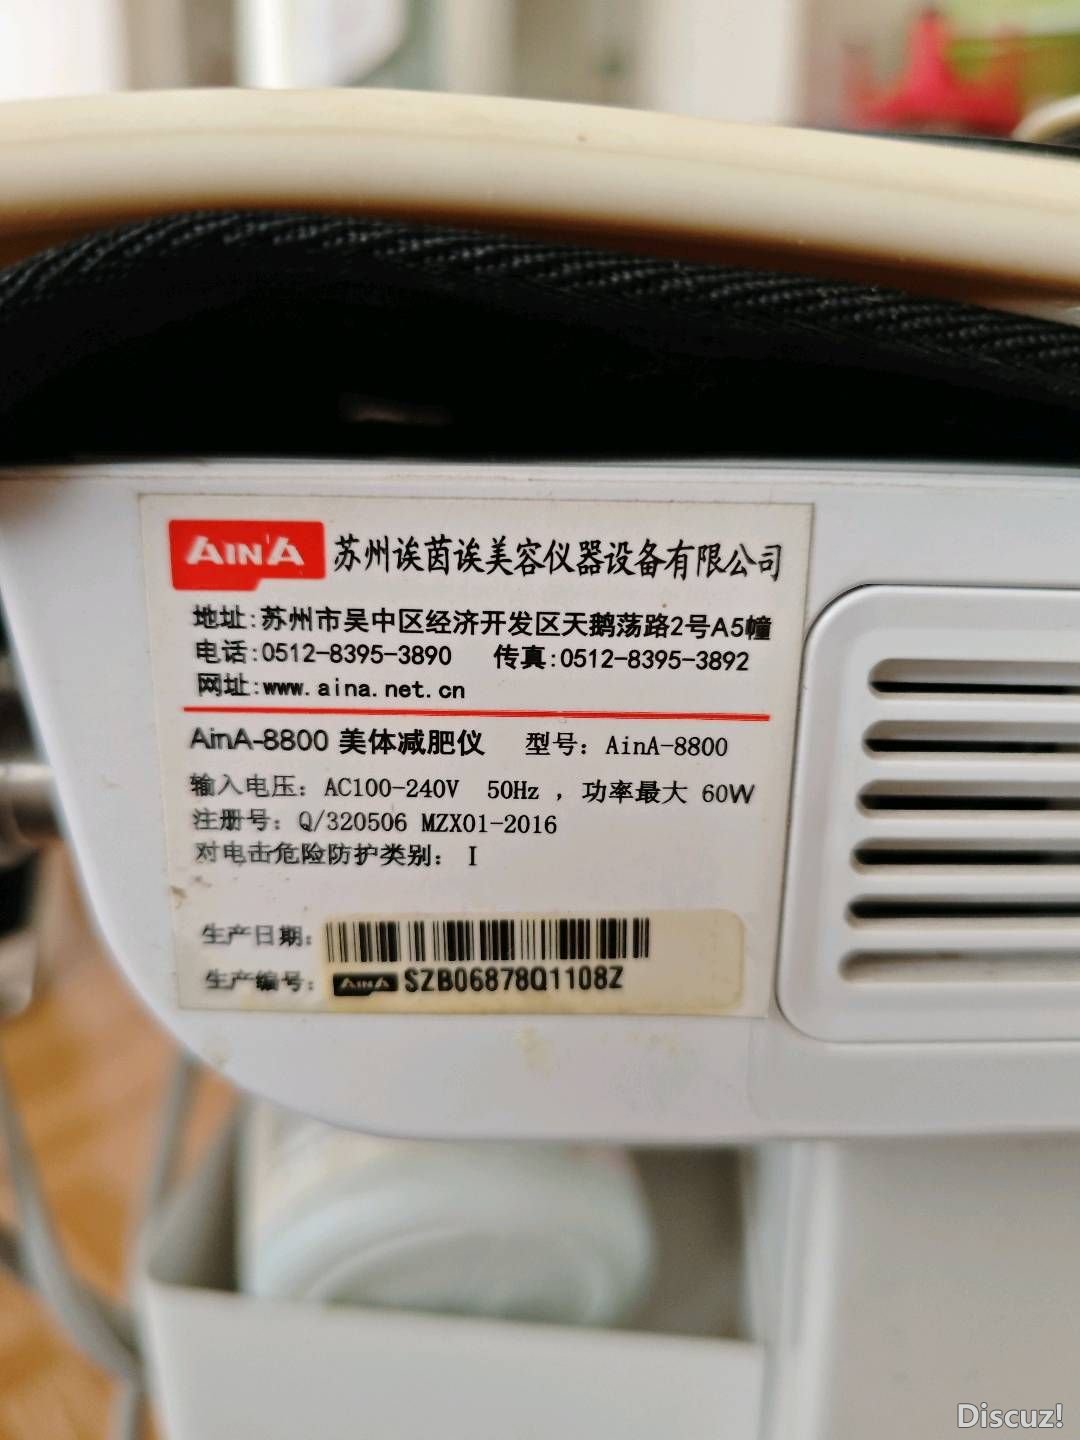 AINA 苏州诶茵诶美容仪器设备有限公司
地址:苏州市吴中区经济开发区天鹅荡路2号A5幢
电话:0512-8395-3890 传真:0512-8395-3892
网址:www.aina.net.cn
AinA-8800 美体减肥仪 型号: AinA-8800
输入电压: AC100-240V 50Hz , 功率最大 60W
注册号: Q/320506 MZX01-2016
对电击危险防护类别: I
生产日期:
生产编号: AINA SZB06878Q1108Z
Discuz!